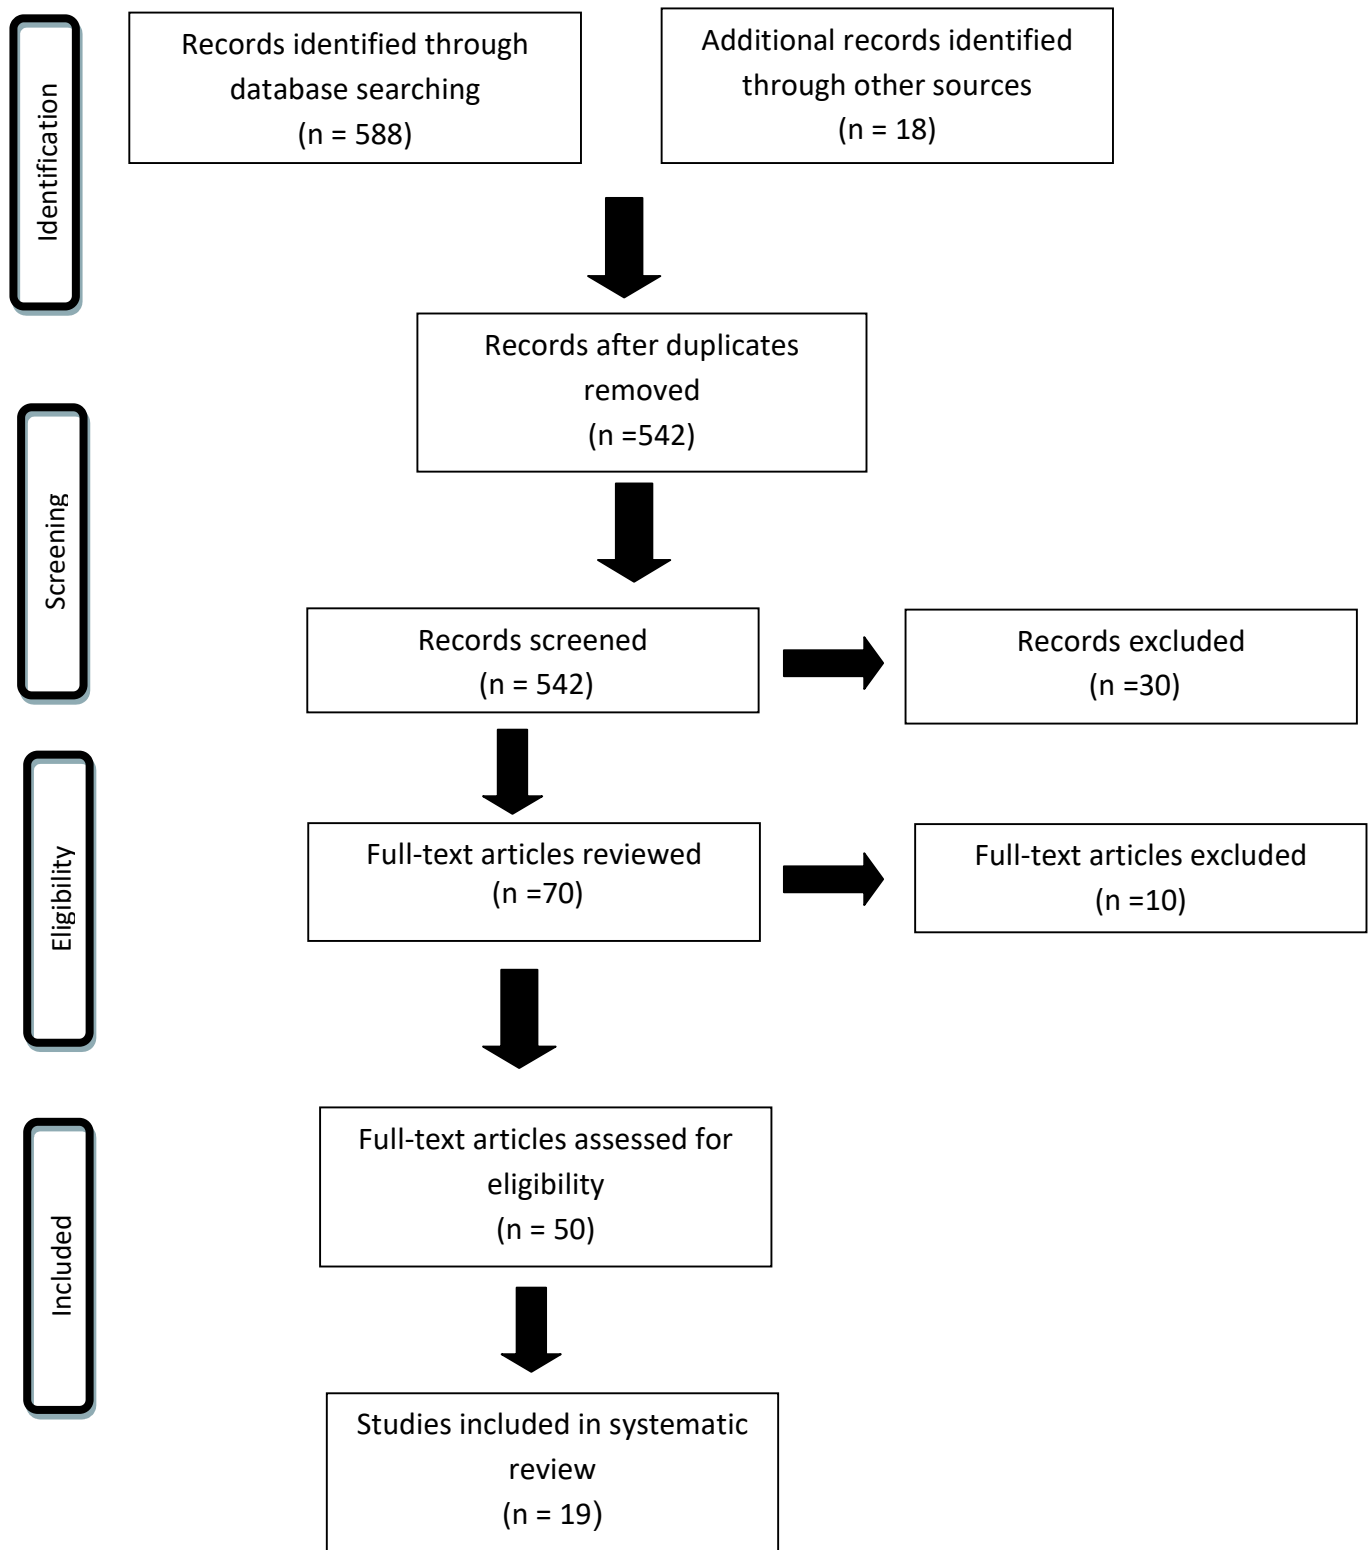 Identification
Records identified through
database searching
(n = 588)
Additional records identified
through other sources
(n = 18)
Records after duplicates
removed
(n =542)
Screening
Records screened
(n = 542)
Records excluded
(n =30)
Eligibility
Full-text articles reviewed
(n =70)
Full-text articles excluded
(n =10)
Included
Full-text articles assessed for
eligibility
(n = 50)
Studies included in systematic
review
(n = 19)